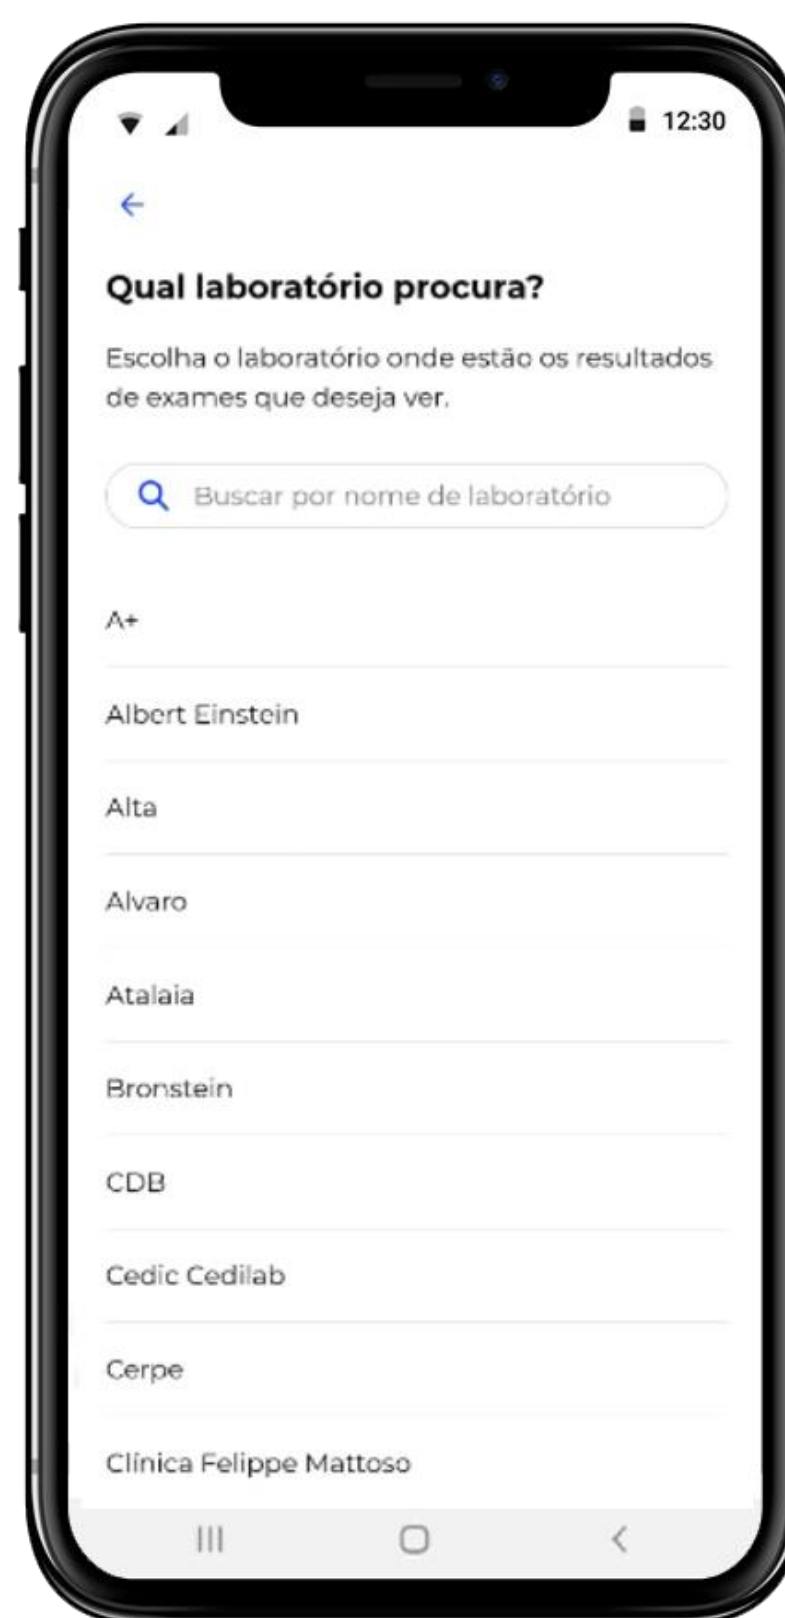 12:30
Qual laboratório procura?
Escolha o laboratório onde estão os resultados
de exames que deseja ver.
Buscar por nome de laboratório
A+
Albert Einstein
Alta
Alvaro
Atalaia
Bronstein
CDB
Cedic Cedilab
Cerpe
Clínica Felippe Mattoso